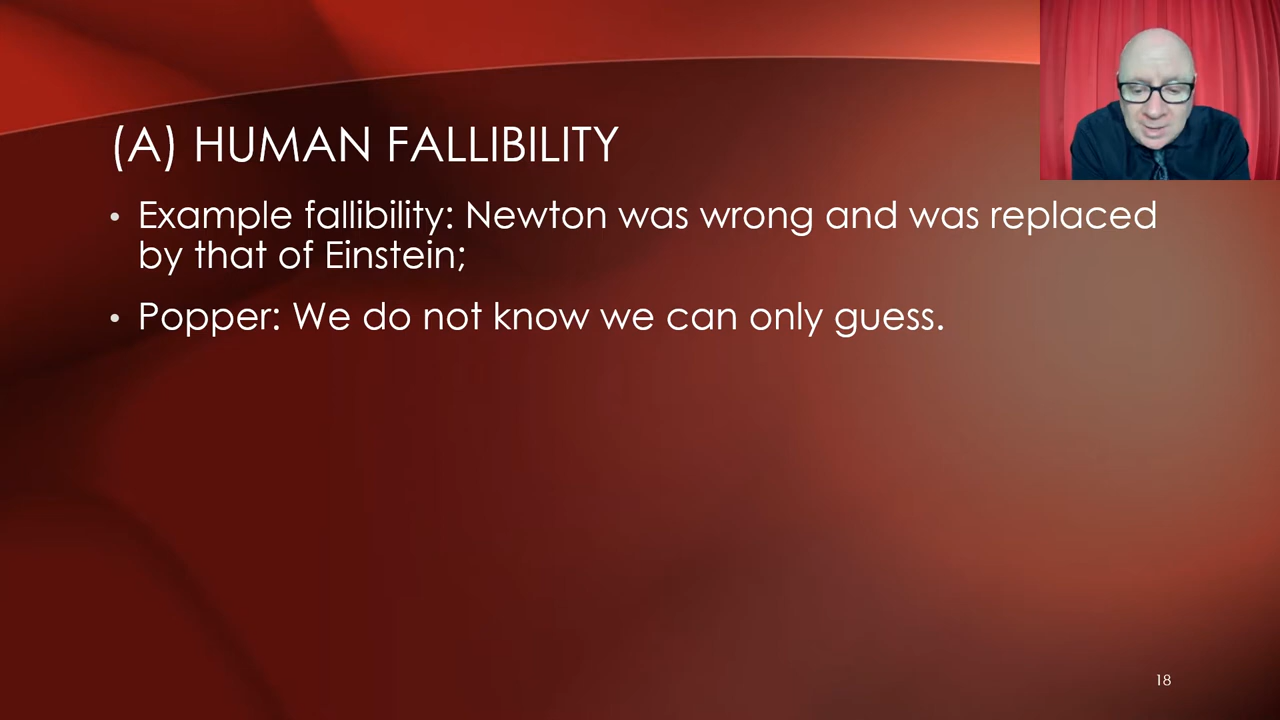 (A) HUMAN FALLIBILITY
• Example fallibility: Newton was wrong and was replaced
by that of Einstein;
• Popper: We do not know we can only guess.
18